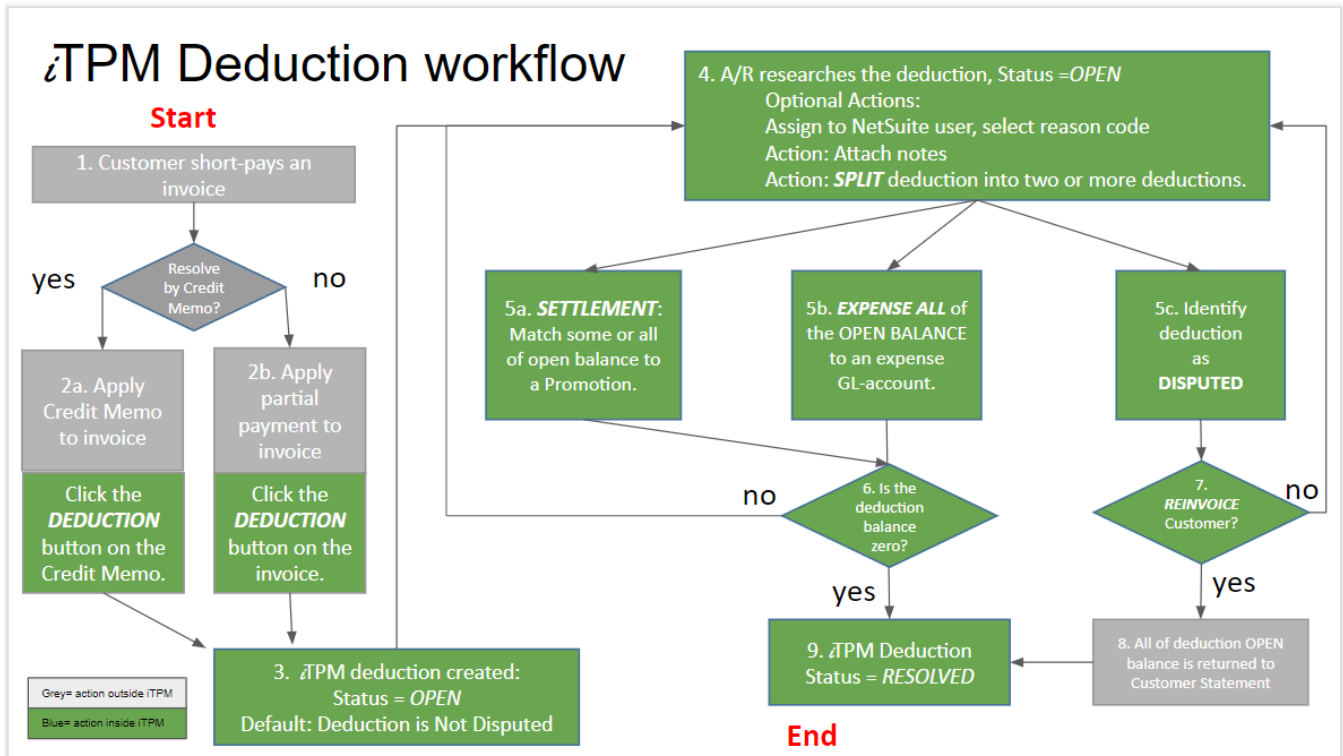 iTPM Deduction workflow
Start
1. Customer short-pays an
invoice
yes
Resolve
by Credit
Memo?
no
2a. Apply
Credit Memo
to invoice
Click the
DEDUCTION
button on the
Credit Memo.
2b. Apply
partial
payment to
invoice
Click the
DEDUCTION
button on the
invoice.
3. iTPM deduction created:
Status = OPEN
Default: Deduction is Not Disputed
Grey= action outside iTPM
Blue= action inside iTPM
4. A/R researches the deduction, Status =OPEN
Optional Actions:
Assign to NetSuite user, select reason code
Action: Attach notes
Action: SPLIT deduction into two or more deductions.
5a. SETTLEMENT:
Match some or all
of open balance to
a Promotion.
5b. EXPENSE ALL of
the OPEN BALANCE
to an expense
GL-account.
5c. Identify
deduction
as
DISPUTED
no
6. Is the
deduction
balance
zero?
yes
7.
REINVOICE
Customer?
no
yes
8. All of deduction OPEN
balance is returned to
Customer Statement
9. iTPM Deduction
Status = RESOLVED
End